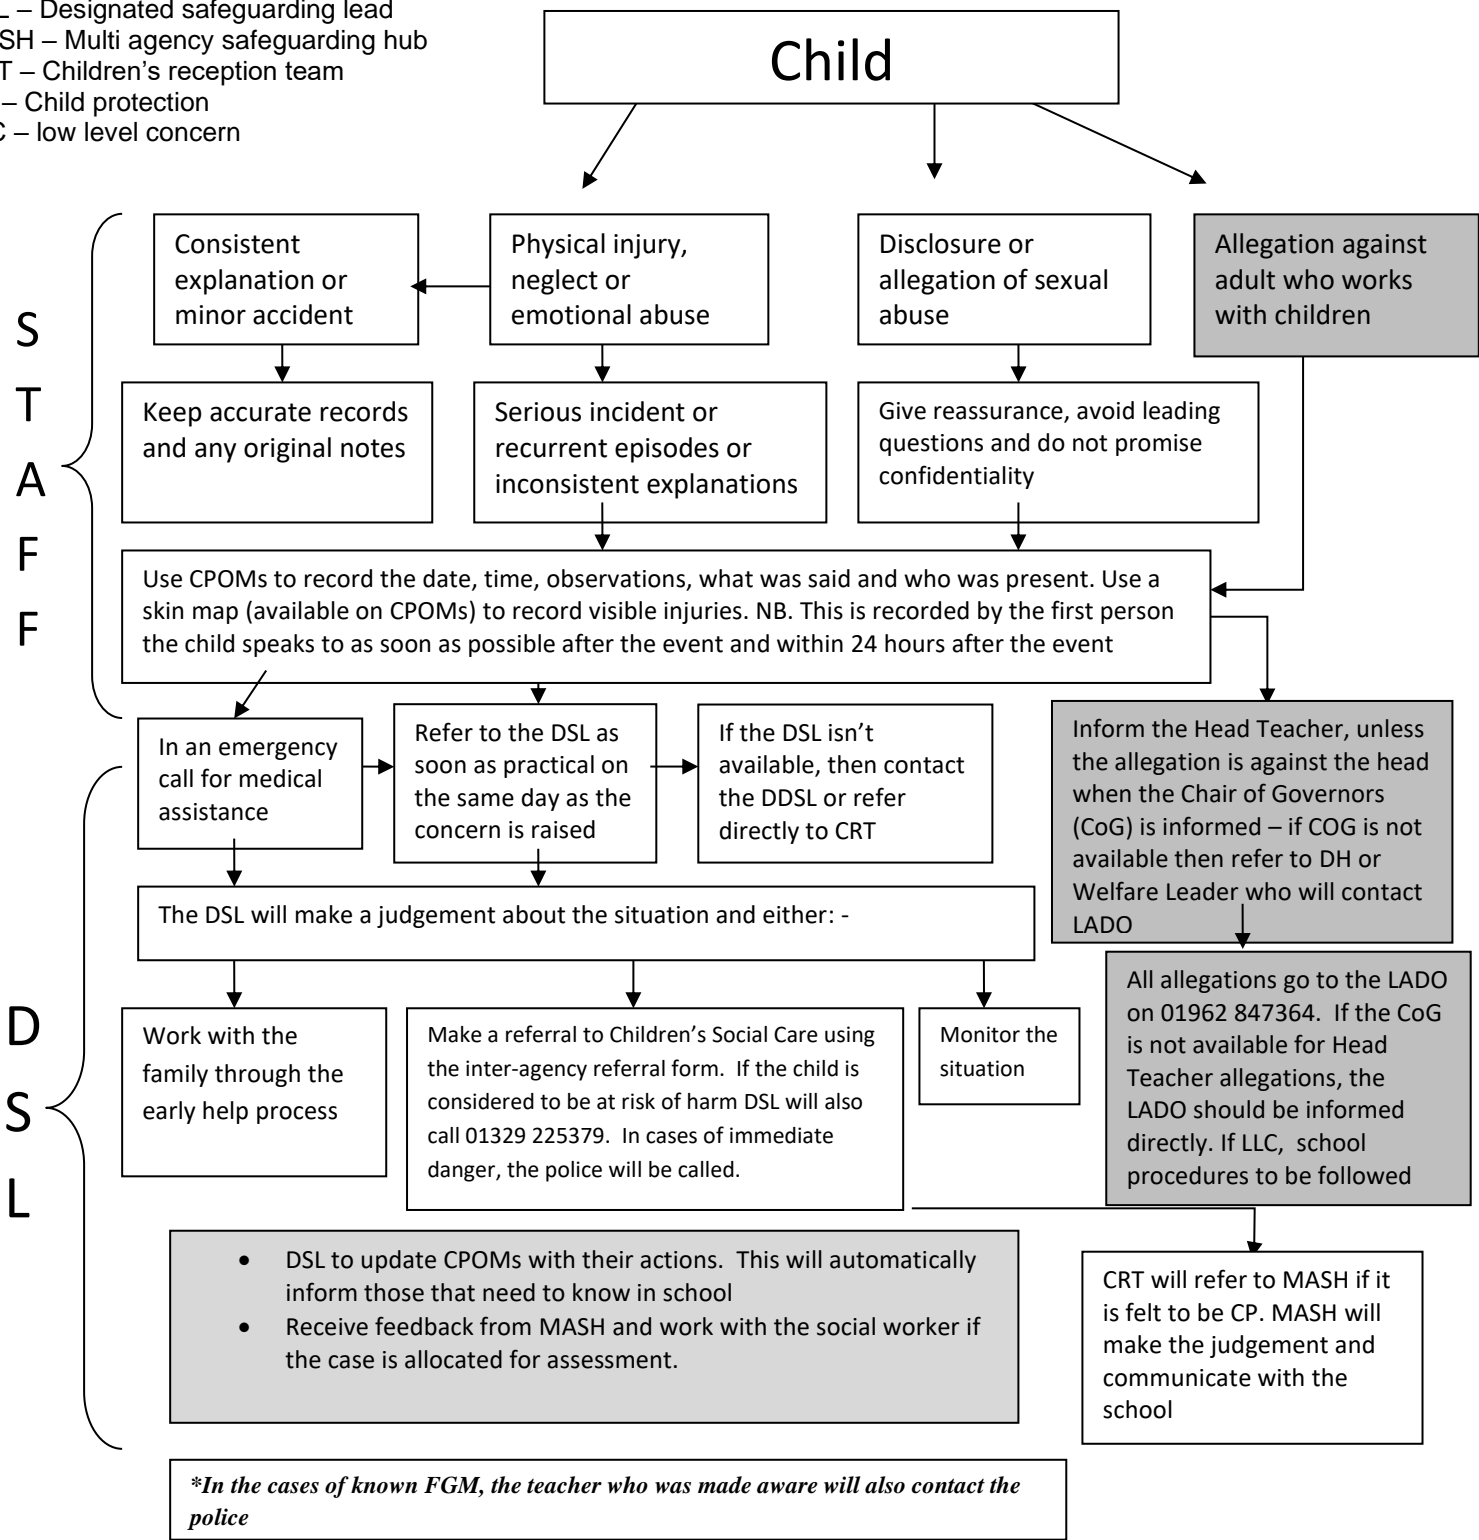 L – Designated safeguarding lead
SH – Multi agency safeguarding hub
T – Children's reception team
– Child protection
C – low level concern
Child
Consistent
explanation or
minor accident
Physical injury,
neglect or
emotional abuse
Disclosure or
allegation of sexual
abuse
Allegation against
adult who works
with children
S
T
A
F
F
Keep accurate records
and any original notes
Serious incident or
recurrent episodes or
inconsistent explanations
Give reassurance, avoid leading
questions and do not promise
confidentiality
Use CPOMs to record the date, time, observations, what was said and who was present. Use a
skin map (available on CPOMs) to record visible injuries. NB. This is recorded by the first person
the child speaks to as soon as possible after the event and within 24 hours after the event
In an emergency
call for medical
assistance
Refer to the DSL as
soon as practical on
the same day as the
concern is raised
If the DSL isn't
available, then contact
the DDSL or refer
directly to CRT
Inform the Head Teacher, unless
the allegation is against the head
when the Chair of Governors
(CoG) is informed – if COG is not
available then refer to DH or
Welfare Leader who will contact
LADO
The DSL will make a judgement about the situation and either: -
D
S
L
Work with the
family through the
early help process
Make a referral to Children's Social Care using
the inter-agency referral form.  If the child is
considered to be at risk of harm DSL will also
call 01329 225379.  In cases of immediate
danger, the police will be called.
Monitor the
situation
All allegations go to the LADO
on 01962 847364.  If the CoG
is not available for Head
Teacher allegations, the
LADO should be informed
directly. If LLC,  school
procedures to be followed
• DSL to update CPOMs with their actions.  This will automatically
inform those that need to know in school
• Receive feedback from MASH and work with the social worker if
the case is allocated for assessment.
CRT will refer to MASH if it
is felt to be CP. MASH will
make the judgement and
communicate with the
school
*In the cases of known FGM, the teacher who was made aware will also contact the
police